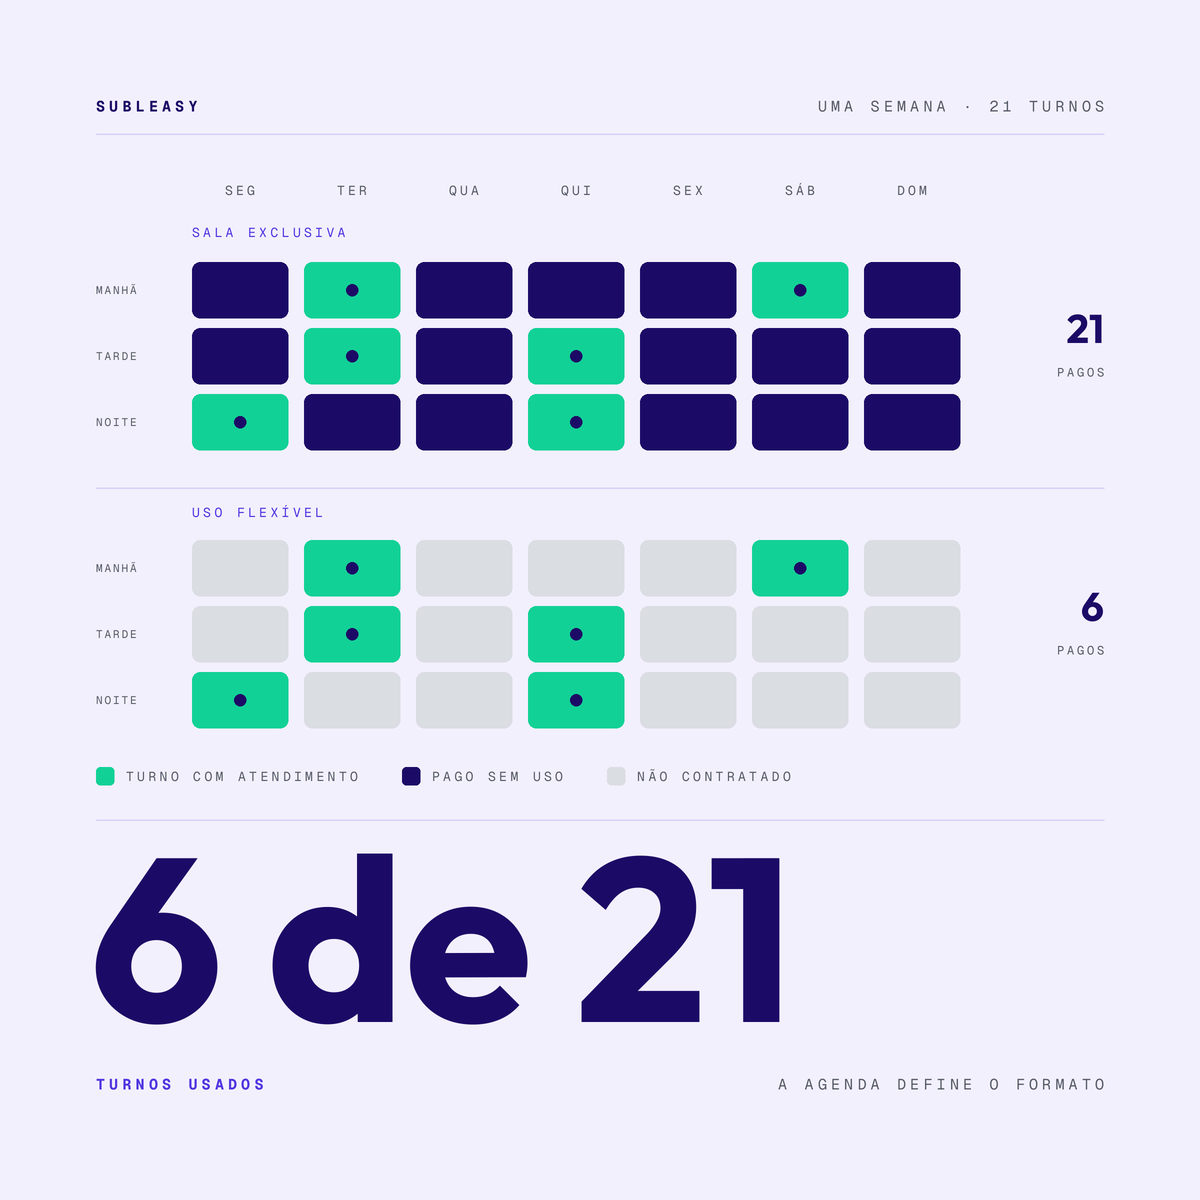 SUBLEASY
UMA SEMANA · 21 TURNOS
SEG TER QUA QUI SEX SÁB DOM
SALA EXCLUSIVA
MANHÃ
TARDE
NOITE
21
PAGOS
USO FLEXÍVEL
MANHÃ
TARDE
NOITE
6
PAGOS
TURNO COM ATENDIMENTO PAGO SEM USO NÃO CONTRATADO
6 de 21
TURNOS USADOS
A AGENDA DEFINE O FORMATO